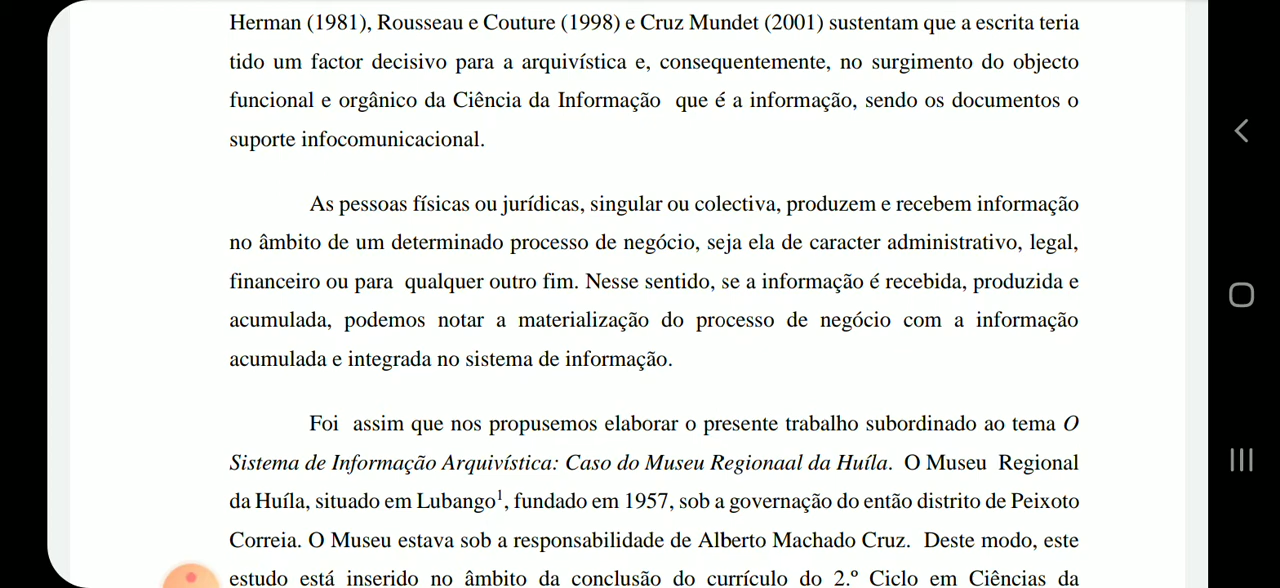 Herman (1981), Rousseau e Couture (1998) e Cruz Mundet (2001) sustentam que a escrita teria
tido um factor decisivo para a arquivística e, consequentemente, no surgimento do objecto
funcional e orgânico da Ciência da Informação  que é a informação, sendo os documentos o
suporte infocomunicacional.
As pessoas físicas ou jurídicas, singular ou colectiva, produzem e recebem informação
no âmbito de um determinado processo de negócio, seja ela de caracter administrativo, legal,
financeiro ou para  qualquer outro fim. Nesse sentido, se a informação é recebida, produzida e
acumulada, podemos notar a materialização do processo de negócio com a informação
acumulada e integrada no sistema de informação.
Foi  assim que nos propusemos elaborar o presente trabalho subordinado ao tema O
Sistema de Informação Arquivística: Caso do Museu Regionaal da Huíla.  O Museu  Regional
da Huíla, situado em Lubango¹, fundado em 1957, sob a governação do então distrito de Peixoto
Correia. O Museu estava sob a responsabilidade de Alberto Machado Cruz.  Deste modo, este
estudo está inserido no âmbito da conclusão do currículo do 2.º Ciclo em Ciências da